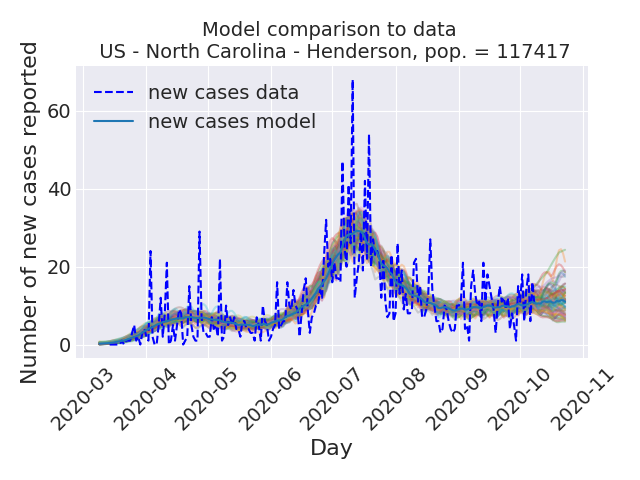 Model comparison to data
US - North Carolina - Henderson, pop. = 117417
Number of new cases reported
new cases data
new cases model
60
40
20
0
2020-03
2020-04
2020-05
2020-06
2020-07
2020-08
2020-09
2020-10
2020-11
Day